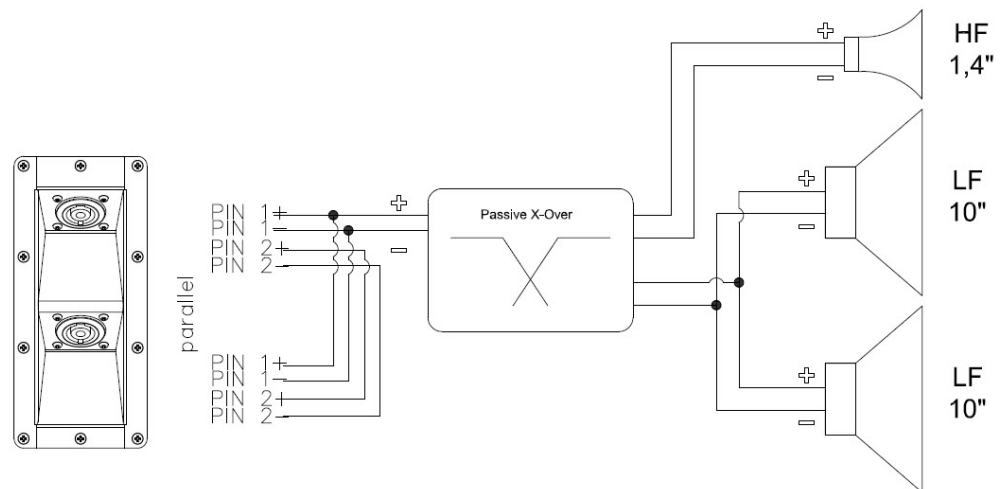 HF
1,4"
LF
10"
LF
10"
Passive X-Over
+
−
+
−
+
−
+
−
PIN 1+
PIN 1−
PIN 2+
PIN 2−
parallel
PIN 1+
PIN 1−
PIN 2+
PIN 2−